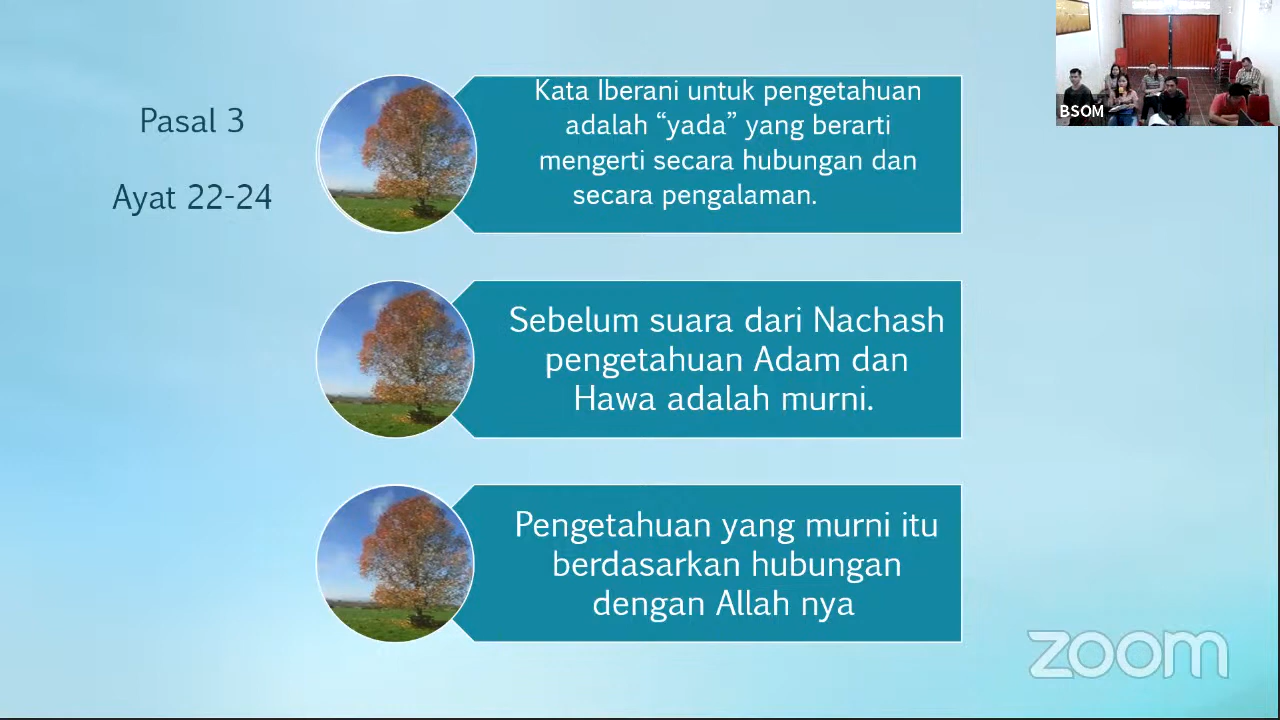 Pasal 3
Ayat 22-24
Kata Iberani untuk pengetahuan
adalah “yada” yang berarti
mengerti secara hubungan dan
secara pengalaman.
Sebelum suara dari Nachash
pengetahuan Adam dan
Hawa adalah murni.
Pengetahuan yang murni itu
berdasarkan hubungan
dengan Allah nya
BSOM
zoom